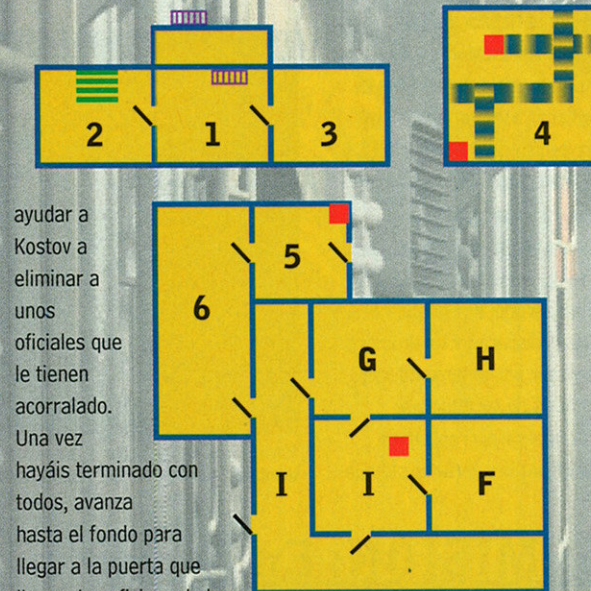 2 1 3 4
ayudar a
Kostov a
eliminar a
unos
oficiales que
le tienen
acorralado.
Una vez
hayáis terminado con
todos, avanza
hasta el fondo para
llegar a la puerta que
5
6
G H
I I F